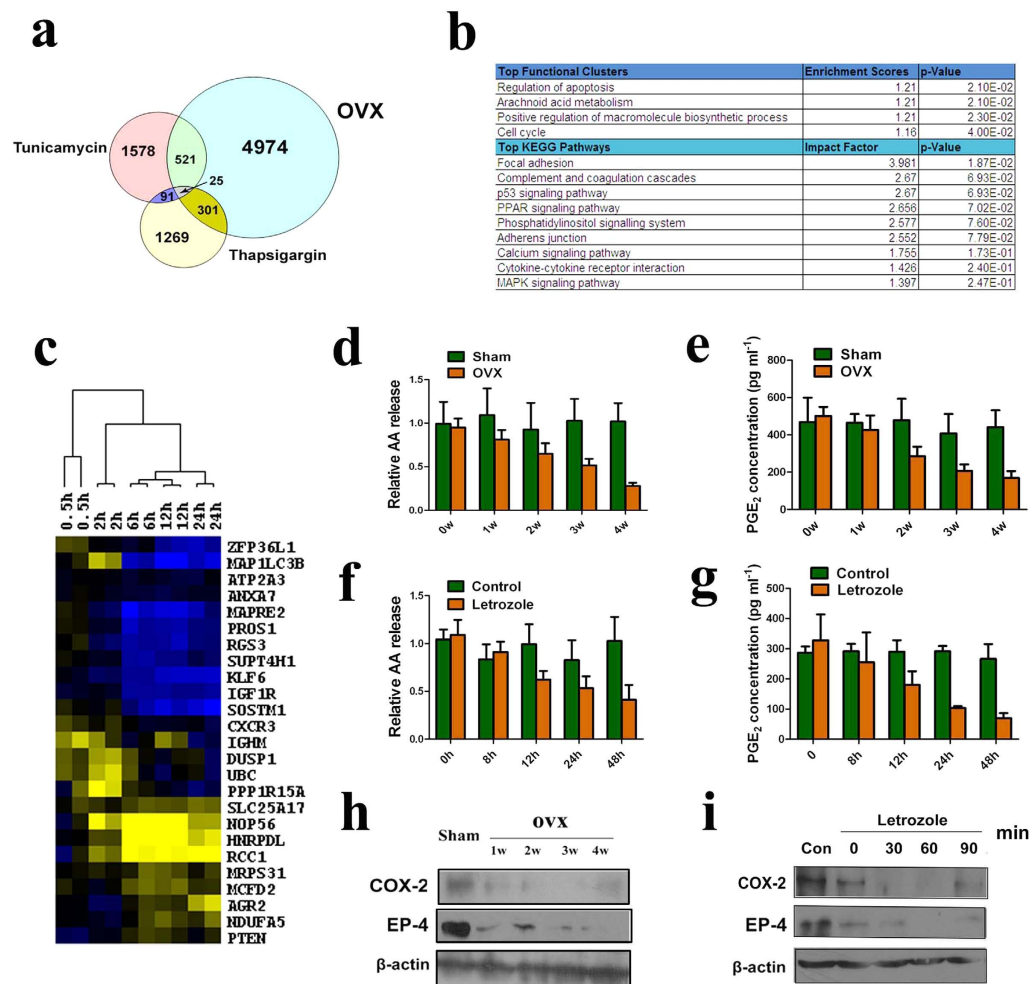 a
OVX
Tunicamycin
1578
521
4974
25
91
301
1269
Thapsigargin
b
Top Functional Clusters Enrichment Scores p-Value
Regulation of apoptosis 1.21 2.10E-02
Arachnoid acid metabolism 1.21 2.10E-02
Positive regulation of macromolecule biosynthetic process 1.21 2.30E-02
Cell cycle 1.16 4.00E-02
Top KEGG Pathways Impact Factor p-Value
Focal adhesion 3.981 1.87E-02
Complement and coagulation cascades 2.67 6.93E-02
p53 signaling pathway 2.67 6.93E-02
PPAR signaling pathway 2.656 7.02E-02
Phosphatidylinositol signalling system 2.577 7.60E-02
Adherens junction 2.552 7.79E-02
Calcium signaling pathway 1.755 1.73E-01
Cytokine-cytokine receptor interaction 1.426 2.40E-01
MAPK signaling pathway 1.397 2.47E-01
c
0.5h 0.5h 2h 2h 6h 6h 12h 12h 24h 24h
ZFP36L1
MAP1LC3B
ATP2A3
ANXA7
MAPRE2
PROS1
RGS3
SUPT4H1
KLF6
IGF1R
SQSTM1
CXCR3
IGHM
DUSP1
UBC
PPP1R15A
SLC25A17
NOP56
HNRPDL
RCC1
MRPS31
MCFD2
AGR2
NDUFA5
PTEN
d
Sham
OVX
Relative AA release
1.5
1.0
0.5
0.0
0w 1w 2w 3w 4w
e
Sham
OVX
PGE2 concentration (pg ml-1)
800
600
400
200
0
0w 1w 2w 3w 4w
f
Control
Letrozole
Relative AA release
1.5
1.0
0.5
0.0
0h 8h 12h 24h 48h
g
Control
Letrozole
PGE2 concentration (pg ml-1)
500
400
300
200
100
0
0 8h 12h 24h 48h
h
Sham
OVX
1w 2w 3w 4w
COX-2
EP-4
β-actin
i
Letrozole
min
Con 0 30 60 90
COX-2
EP-4
β-actin